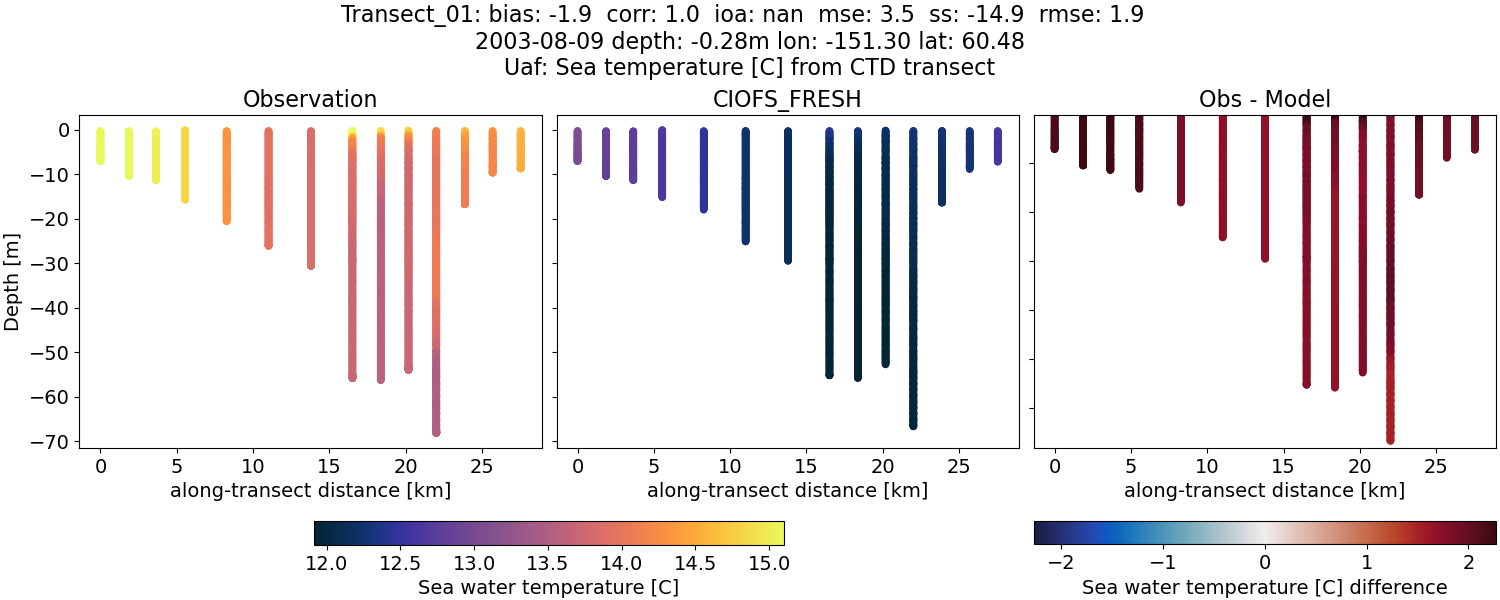 Transect_01: bias: -1.9  corr: 1.0  ioa: nan  mse: 3.5  ss: -14.9  rmse: 1.9
2003-08-09 depth: -0.28m lon: -151.30 lat: 60.48
Uaf: Sea temperature [C] from CTD transect
Observation
CIOFS_FRESH
Obs - Model
Depth [m]
0
−10
−20
−30
−40
−50
−60
−70
0 5 10 15 20 25
0 5 10 15 20 25
0 5 10 15 20 25
along-transect distance [km]
along-transect distance [km]
along-transect distance [km]
12.0 12.5 13.0 13.5 14.0 14.5 15.0
Sea water temperature [C]
−2 −1 0 1 2
Sea water temperature [C] difference